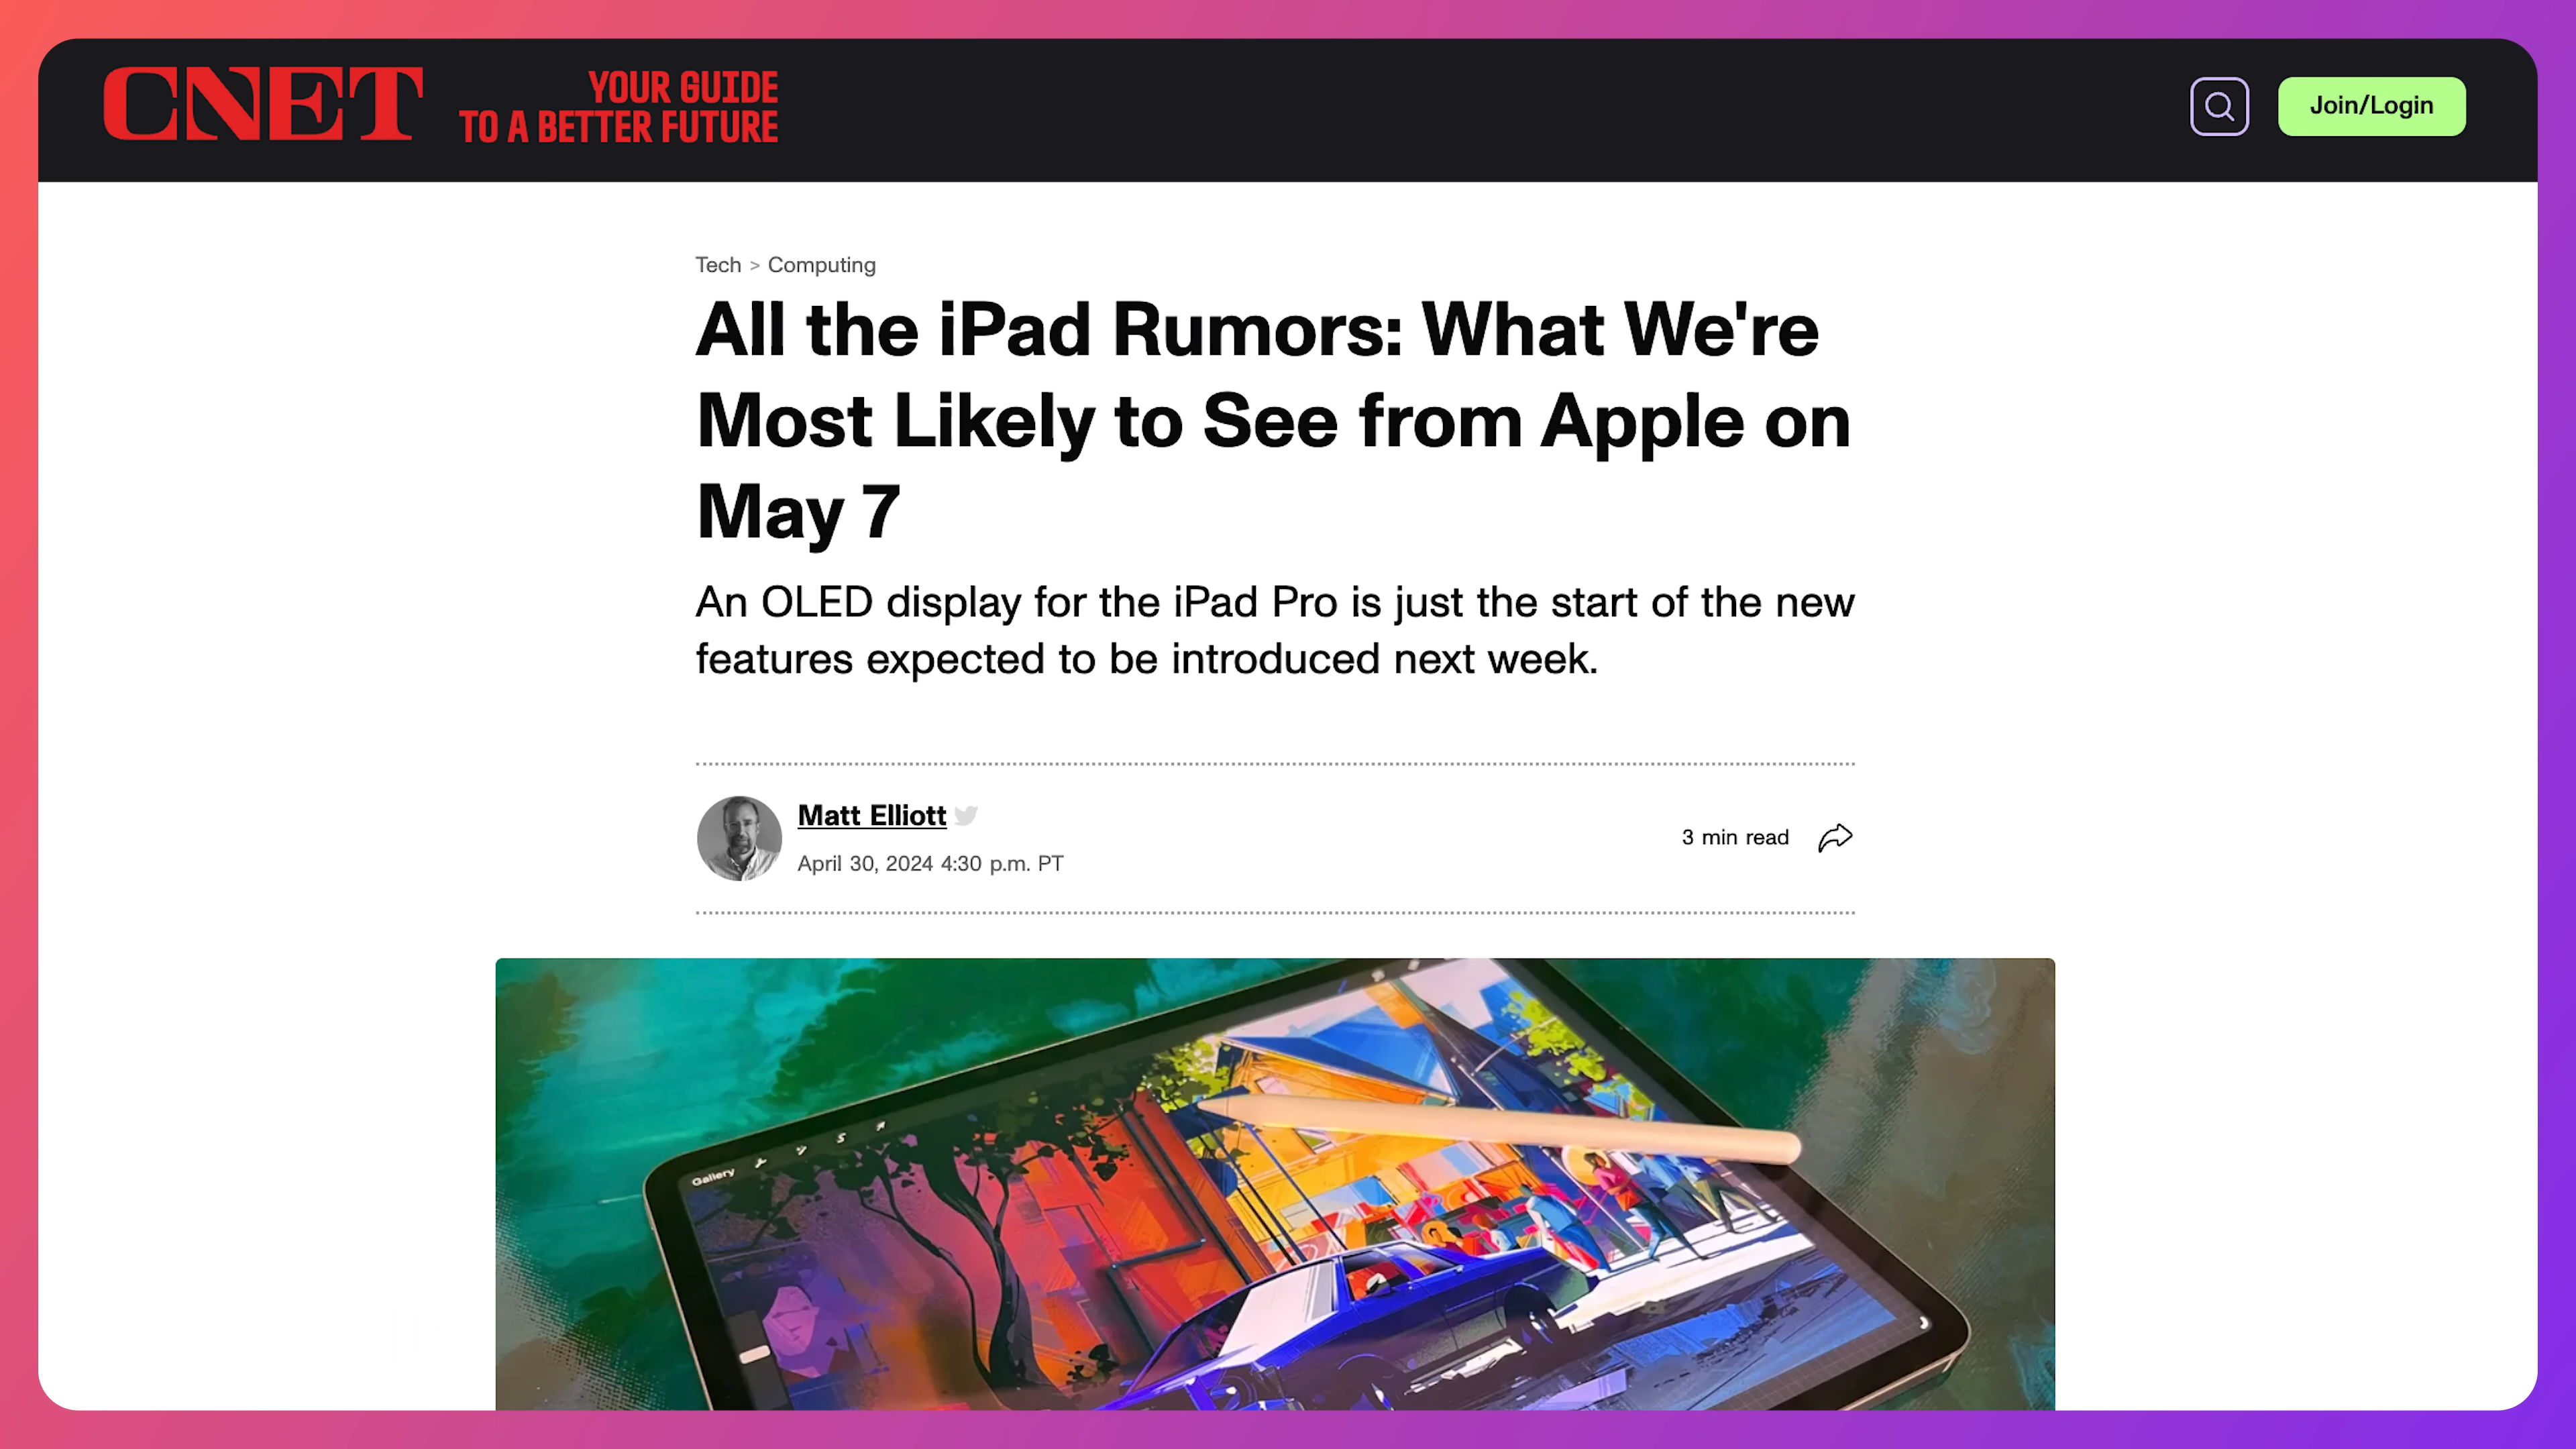 CNET
YOUR GUIDE
TO A BETTER FUTURE
Join/Login
Tech > Computing
All the iPad Rumors: What We're
Most Likely to See from Apple on
May 7
An OLED display for the iPad Pro is just the start of the new
features expected to be introduced next week.
Matt Elliott
April 30, 2024 4:30 p.m. PT
3 min read
Gallery